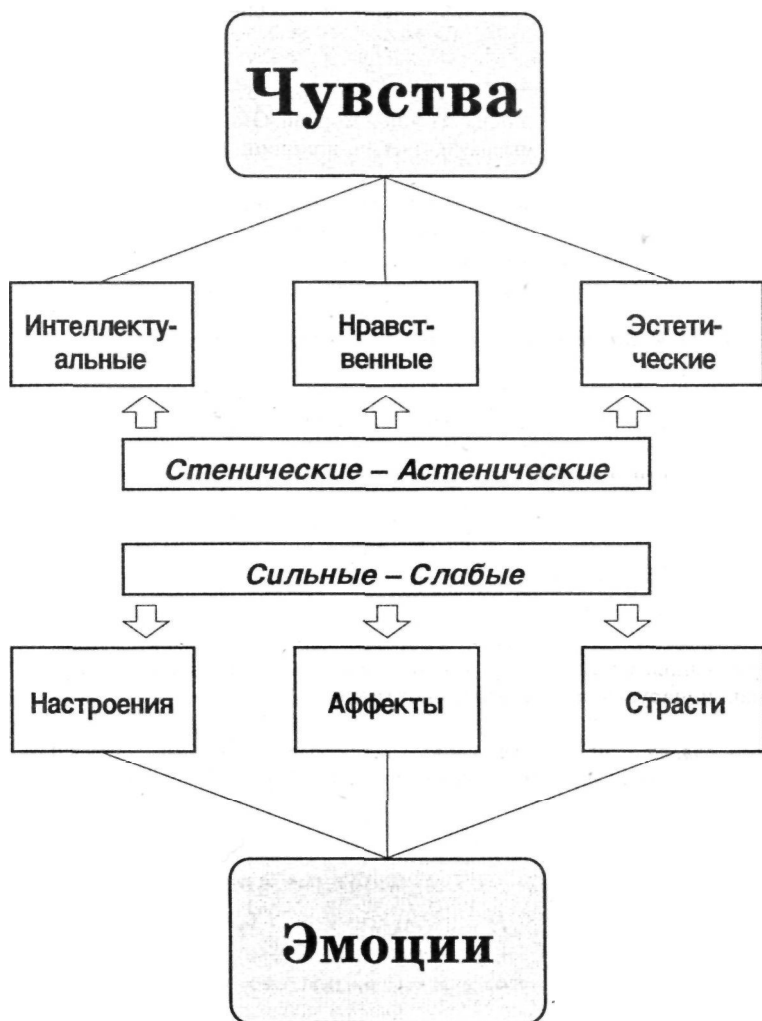 Чувства
Интеллекту-
альные
Нравст-
венные
Эстети-
ческие
Стенические – Астенические
Сильные – Слабые
Настроения
Аффекты
Страсти
Эмоции